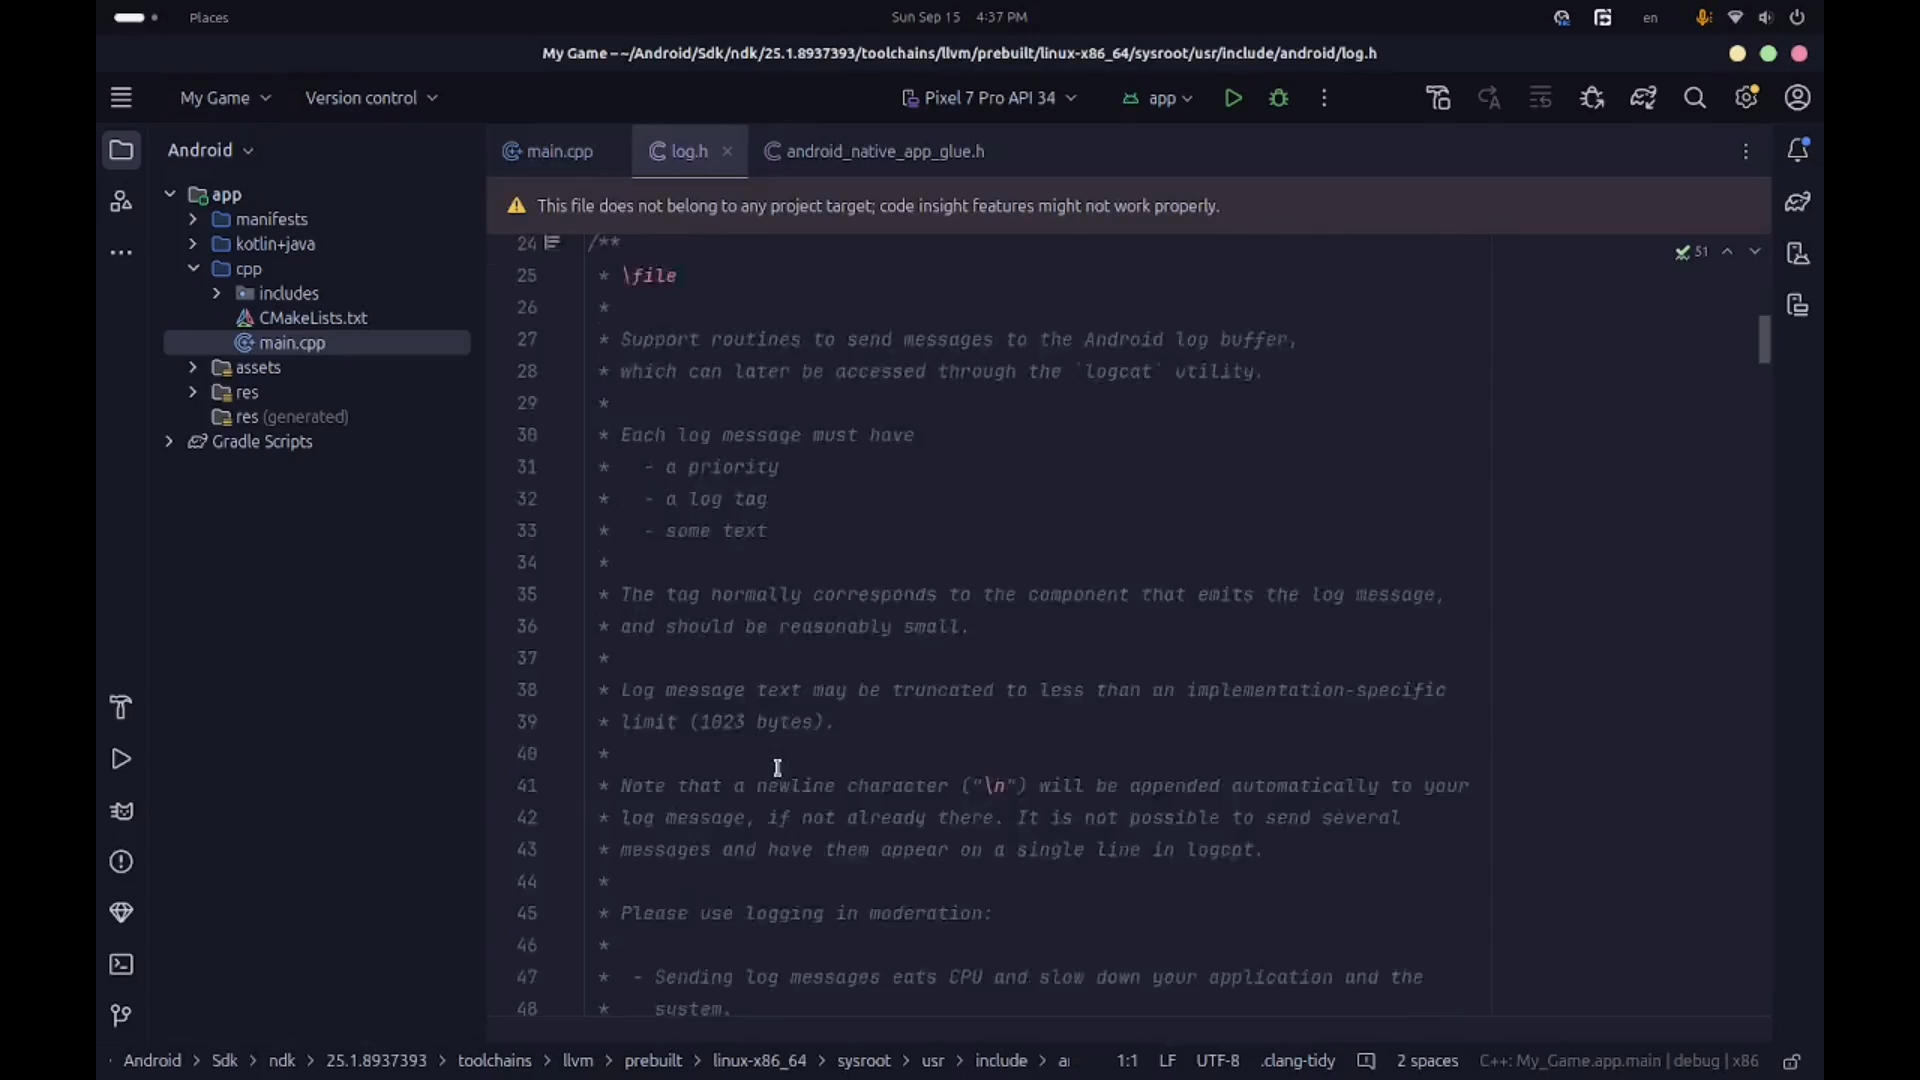 Places
Sun Sep 15 4:37 PM
en
My Game – ~/Android/Sdk/ndk/25.1.8937393/toolchains/llvm/prebuilt/linux-x86_64/sysroot/usr/include/android/log.h
My Game
Version control
Pixel 7 Pro API 34
app
Android
main.cpp
log.h
android_native_app_glue.h
This file does not belong to any project target; code insight features might not work properly.
app
manifests
kotlin+java
cpp
includes
CMakeLists.txt
main.cpp
assets
res
res (generated)
Gradle Scripts
51
24 /**
25 * \file
26 *
27 * Support routines to send messages to the Android log buffer,
28 * which can later be accessed through the `logcat` utility.
29 *
30 * Each log message must have
31 * - a priority
32 * - a log tag
33 * - some text
34 *
35 * The tag normally corresponds to the component that emits the log message,
36 * and should be reasonably small.
37 *
38 * Log message text may be truncated to less than an implementation-specific
39 * limit (1023 bytes).
40 *
41 * Note that a newline character ("\n") will be appended automatically to your
42 * log message, if not already there. It is not possible to send several
43 * messages and have them appear on a single line in logcat.
44 *
45 * Please use logging in moderation:
46 *
47 * - Sending log messages eats CPU and slow down your application and the
48 * system.
Android > Sdk > ndk > 25.1.8937393 > toolchains > llvm > prebuilt > linux-x86_64 > sysroot > usr > include >
1:1 LF UTF-8 .clang-tidy 2 spaces C++: My_Game.app.main | debug | x86